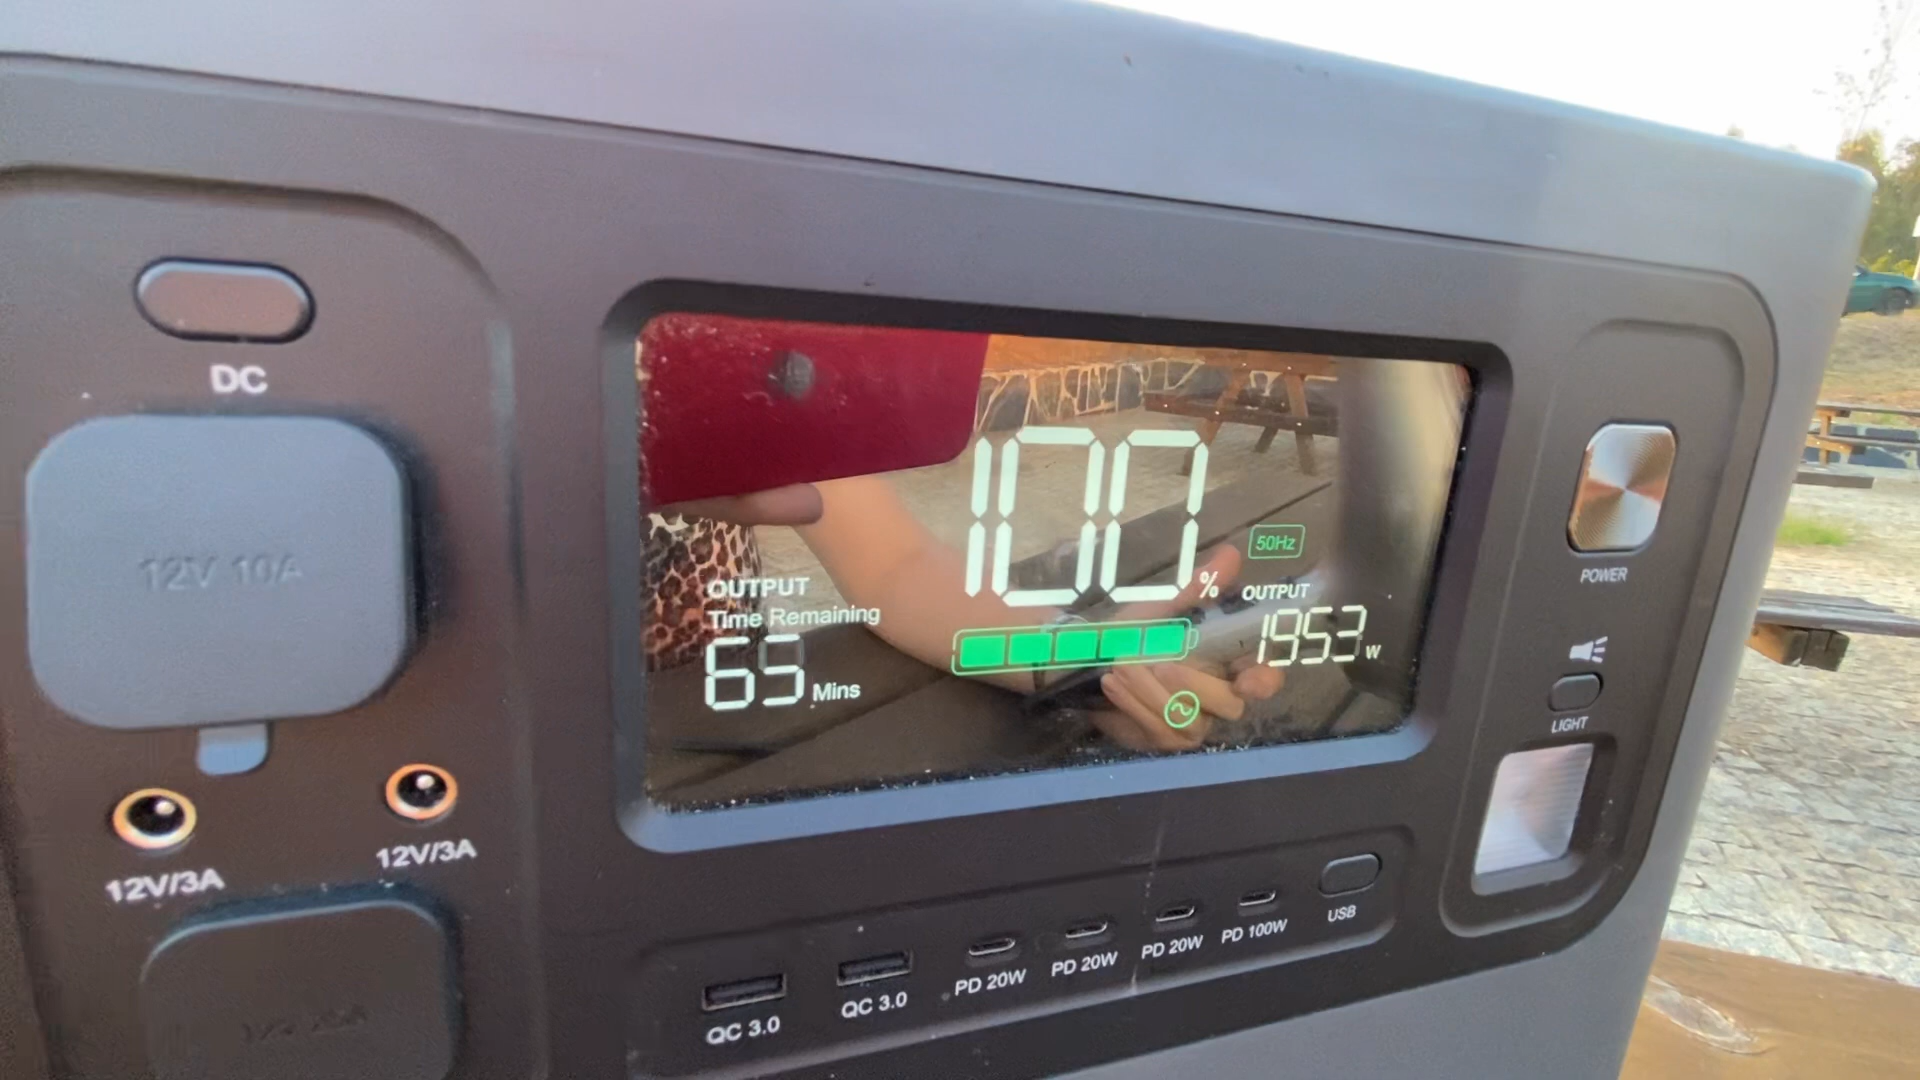 DC
12V 10A
12V/3A
12V/3A
100%
50Hz
OUTPUT
Time Remaining
65 Mins
OUTPUT
1953 W
POWER
LIGHT
QC 3.0
QC 3.0
PD 20W
PD 20W
PD 20W
PD 100W
USB